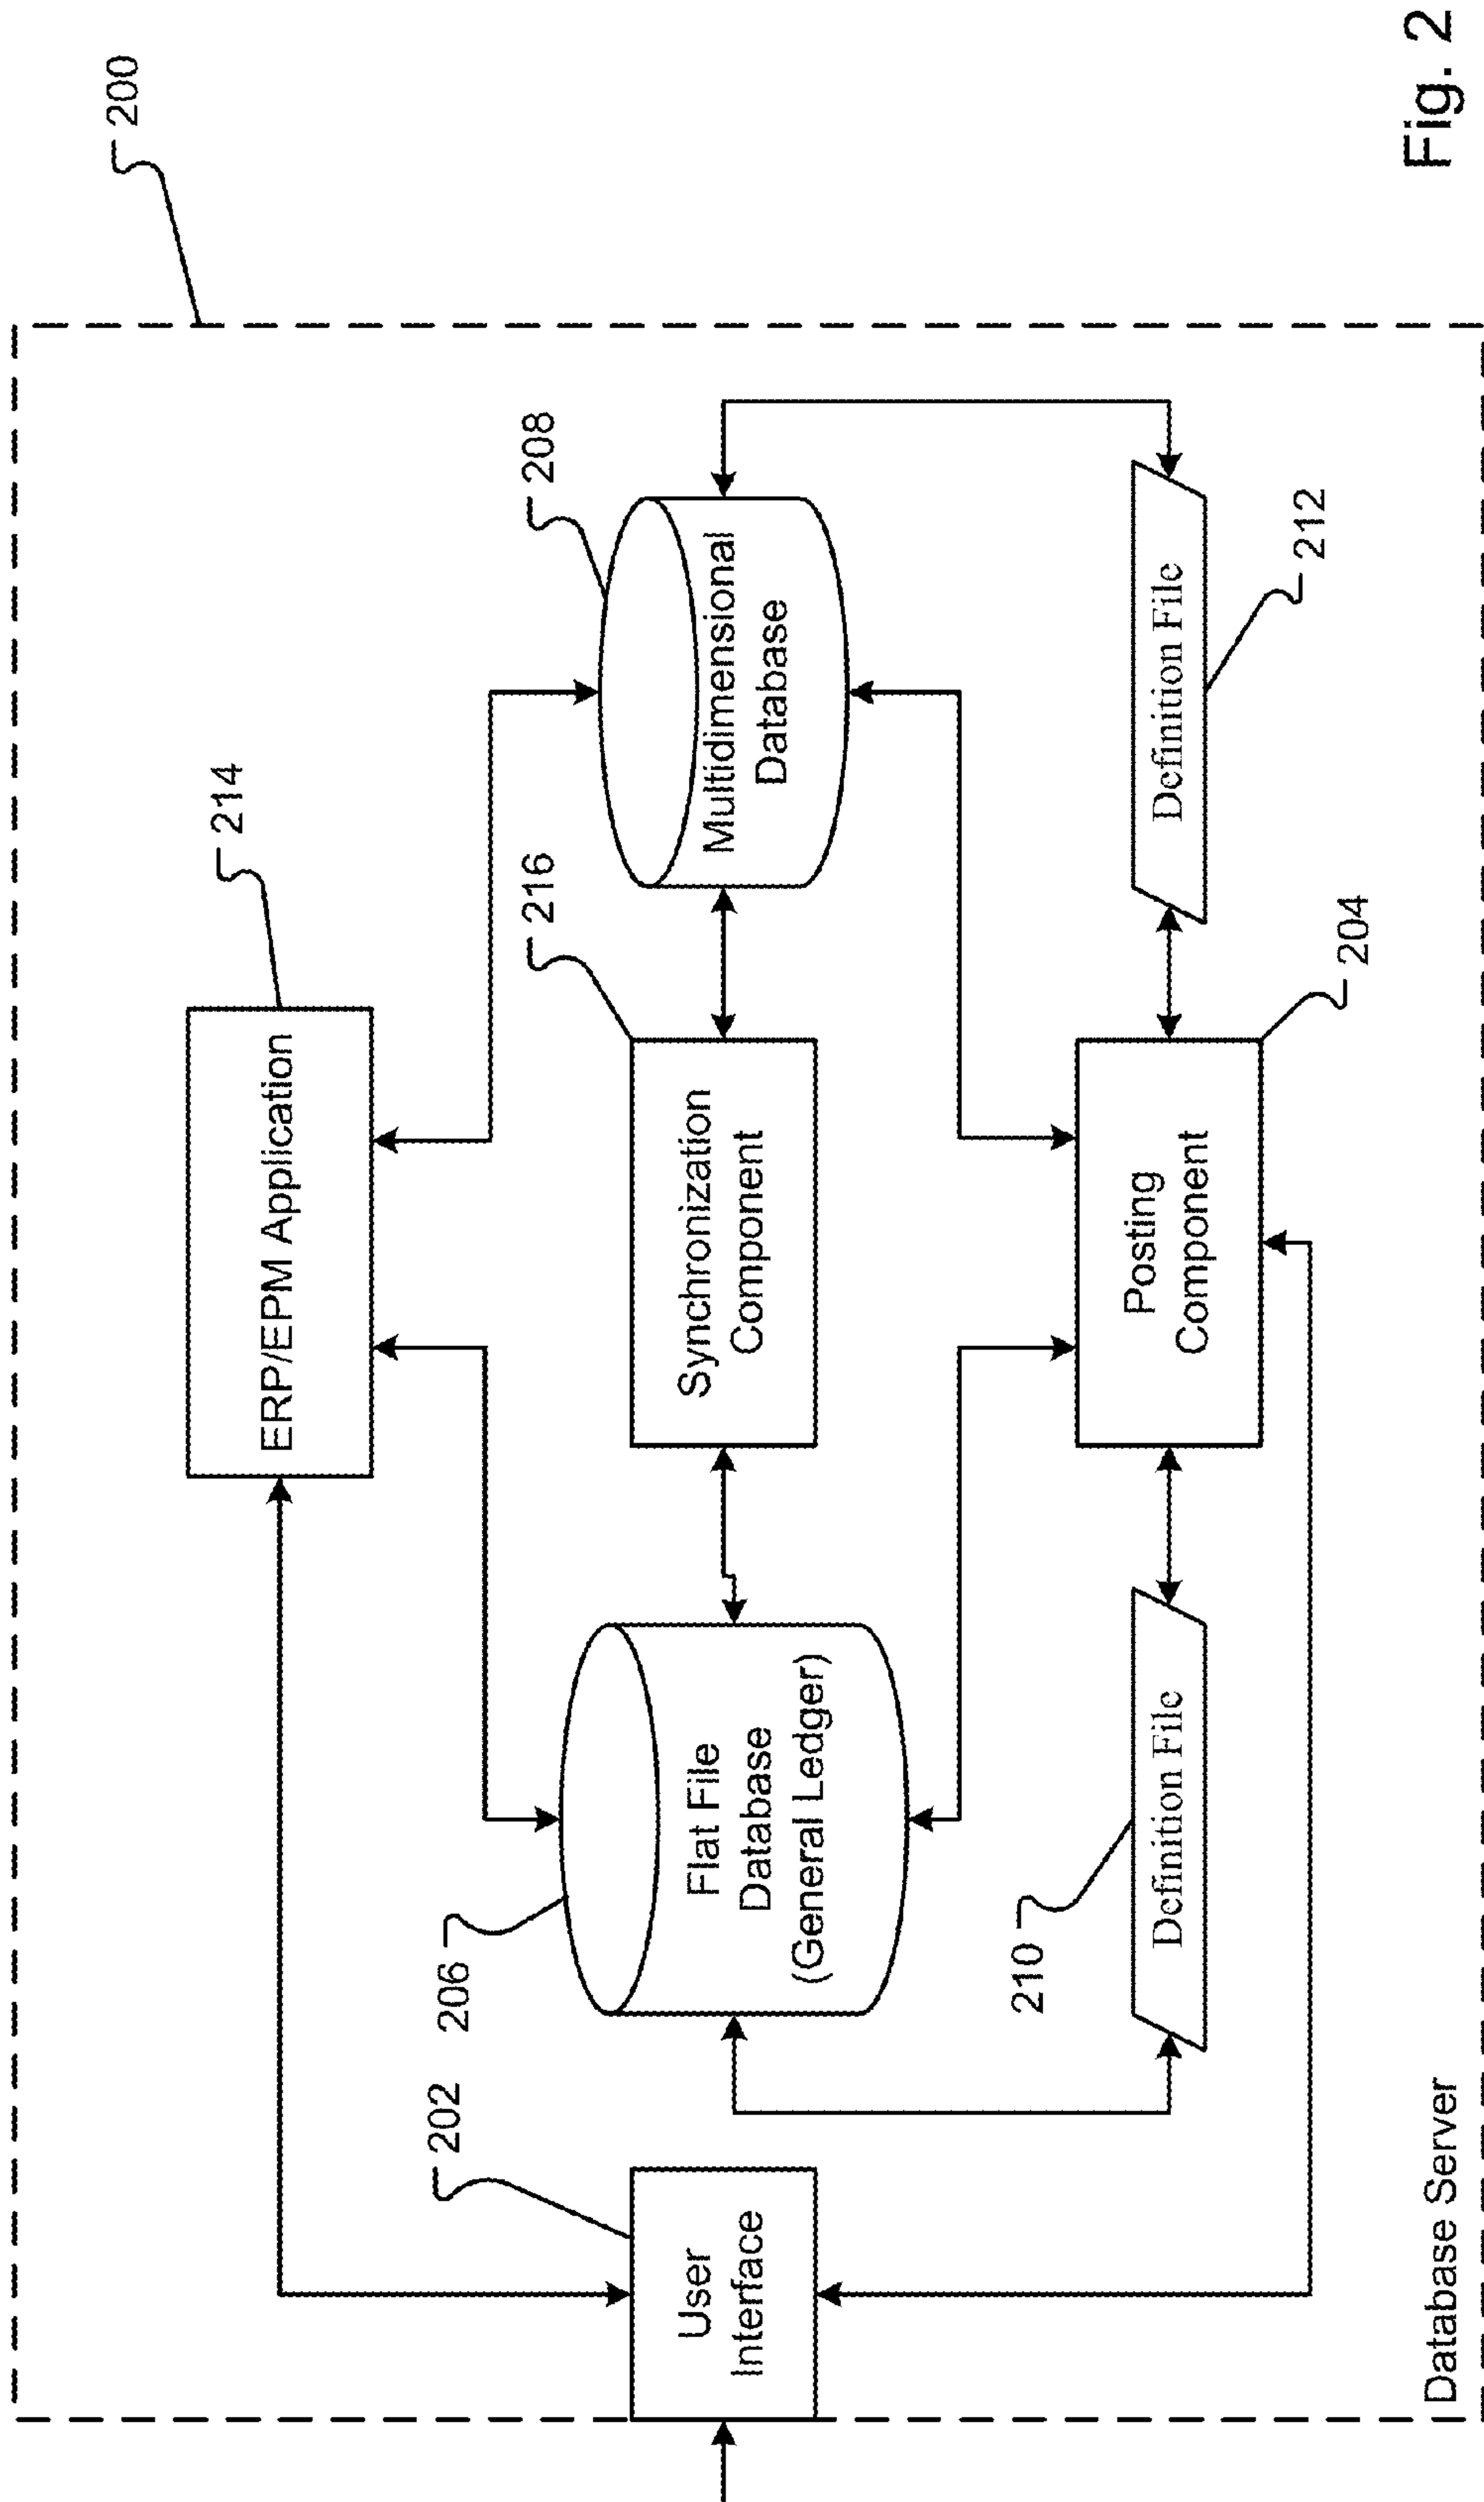 200
214
ERP/EPM Application
202
206
216
208
User
Interface
Flat File
Database
(General Ledger)
Synchronization
Component
Multidimensional
Database
210
Definition File
Posting
Component
Definition File
204
212
Database Server
Fig. 2